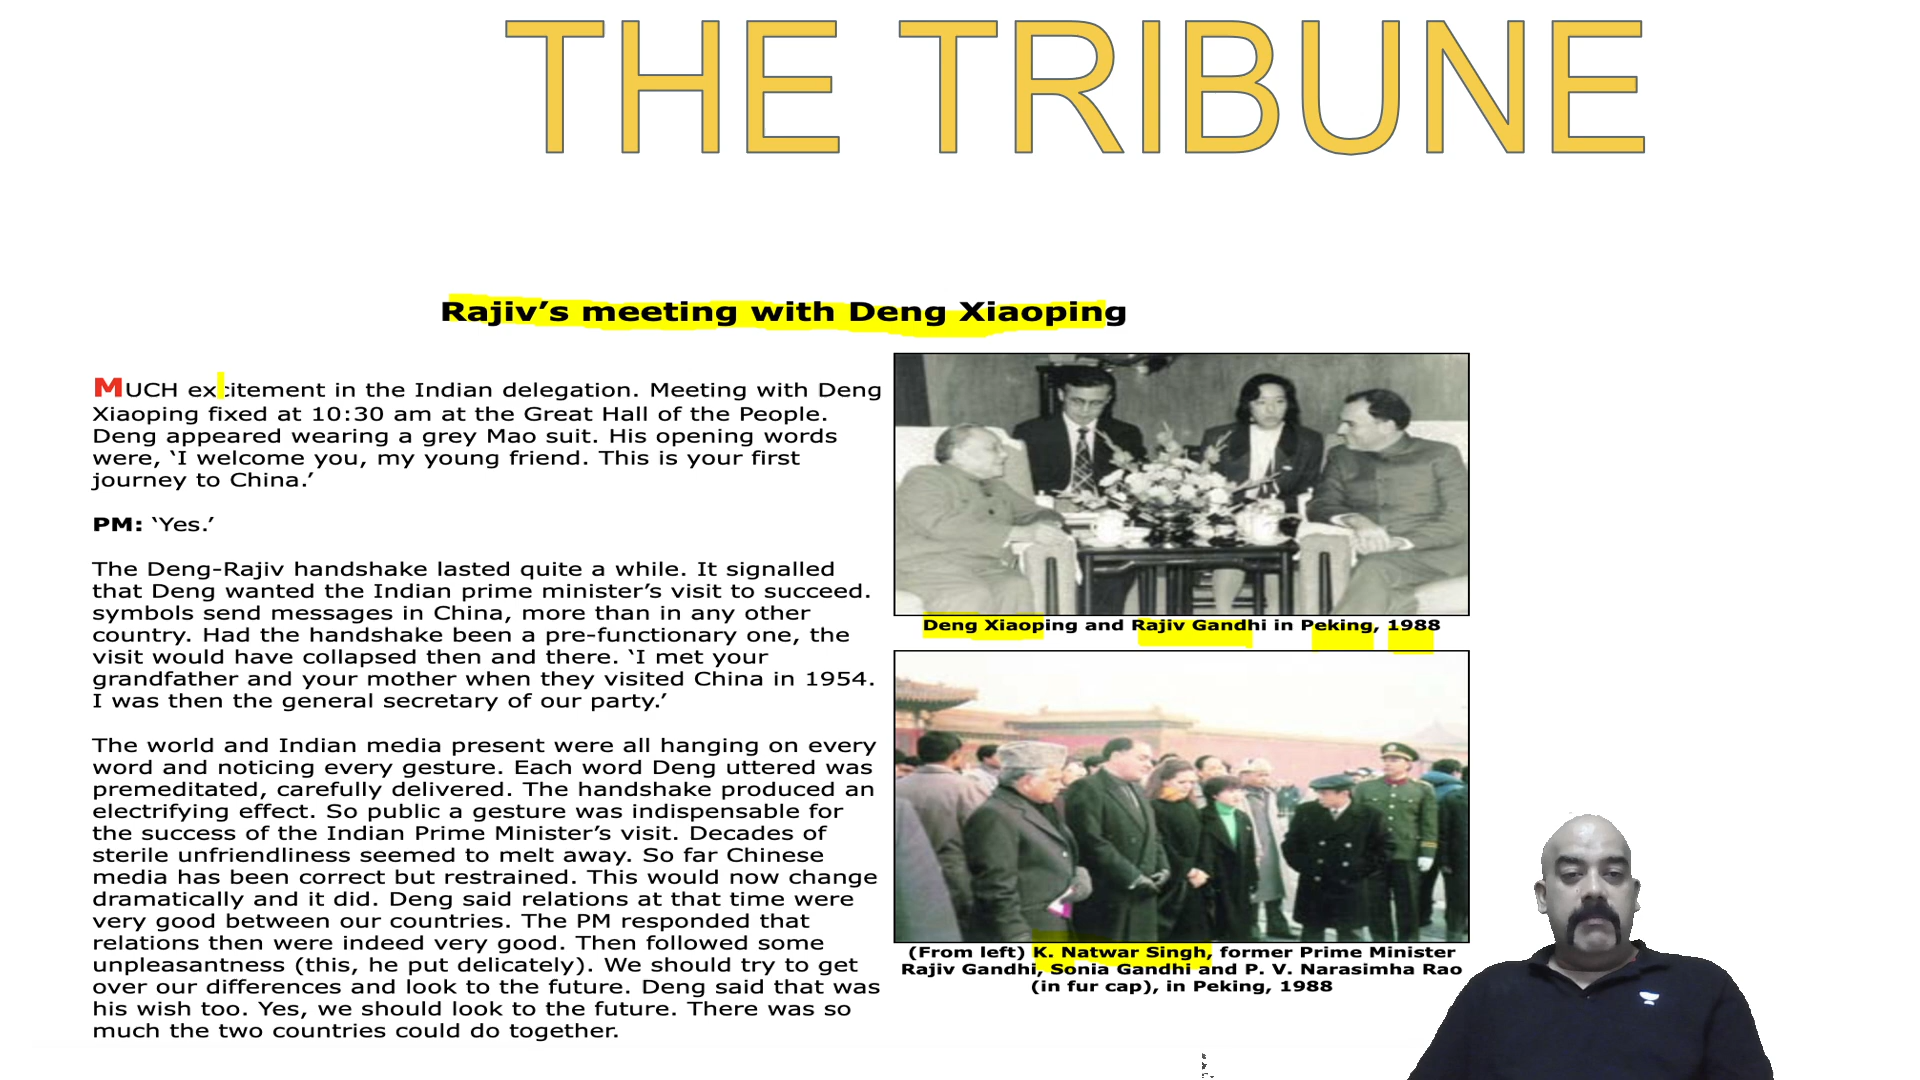 THE TRIBUNE
Rajiv’s meeting with Deng Xiaoping
MUCH excitement in the Indian delegation. Meeting with Deng
Xiaoping fixed at 10:30 am at the Great Hall of the People.
Deng appeared wearing a grey Mao suit. His opening words
were, ‘I welcome you, my young friend. This is your first
journey to China.’
PM: ‘Yes.’
The Deng-Rajiv handshake lasted quite a while. It signalled
that Deng wanted the Indian prime minister’s visit to succeed.
symbols send messages in China, more than in any other
country. Had the handshake been a pre-functionary one, the
visit would have collapsed then and there. ‘I met your
grandfather and your mother when they visited China in 1954.
I was then the general secretary of our party.’
The world and Indian media present were all hanging on every
word and noticing every gesture. Each word Deng uttered was
premeditated, carefully delivered. The handshake produced an
electrifying effect. So public a gesture was indispensable for
the success of the Indian Prime Minister’s visit. Decades of
sterile unfriendliness seemed to melt away. So far Chinese
media has been correct but restrained. This would now change
dramatically and it did. Deng said relations at that time were
very good between our countries. The PM responded that
relations then were indeed very good. Then followed some
unpleasantness (this, he put delicately). We should try to get
over our differences and look to the future. Deng said that was
his wish too. Yes, we should look to the future. There was so
much the two countries could do together.
Deng Xiaoping and Rajiv Gandhi in Peking, 1988
(From left) K. Natwar Singh, former Prime Minister
Rajiv Gandhi, Sonia Gandhi and P. V. Narasimha Rao
(in fur cap), in Peking, 1988